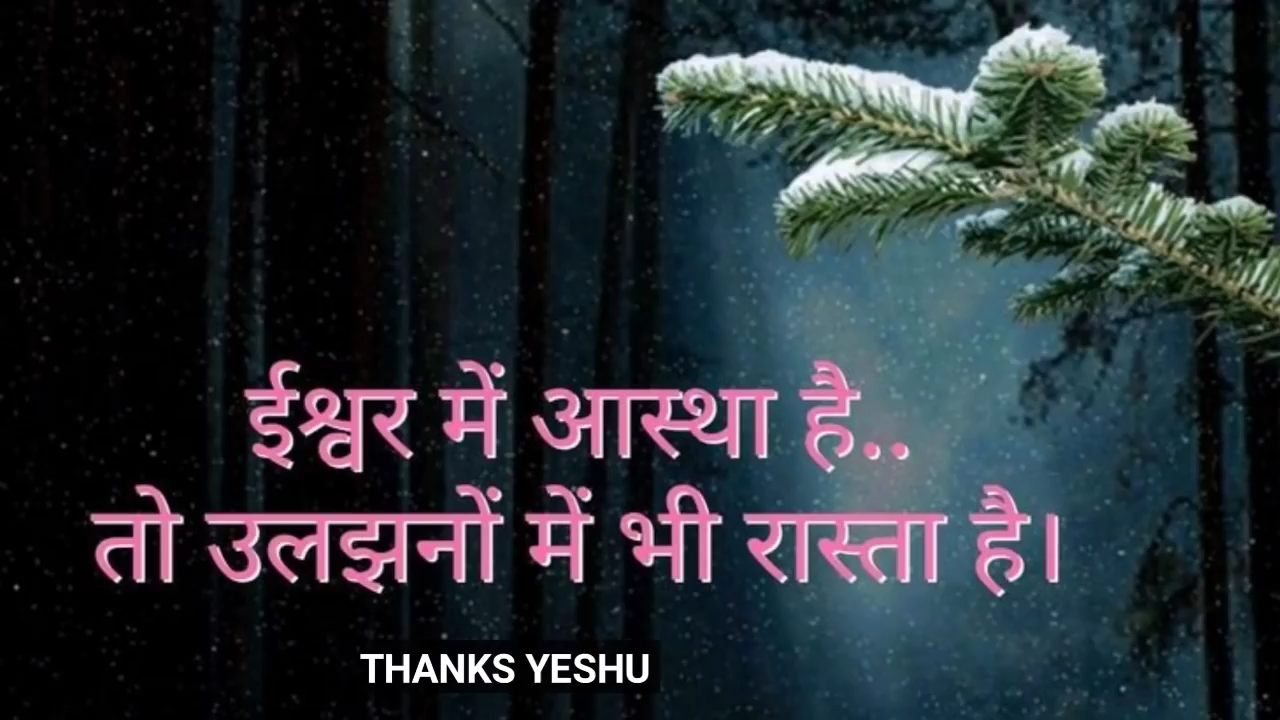 ईश्वर में आस्था है..
तो उलझनों में भी रास्ता है।
THANKS YESHU